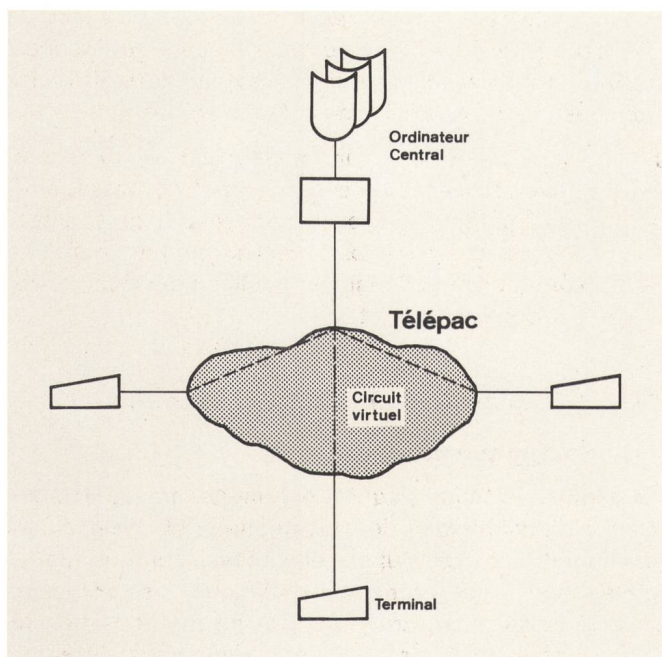 Ordinateur
Central
Télépac
Circuit
virtuel
Terminal